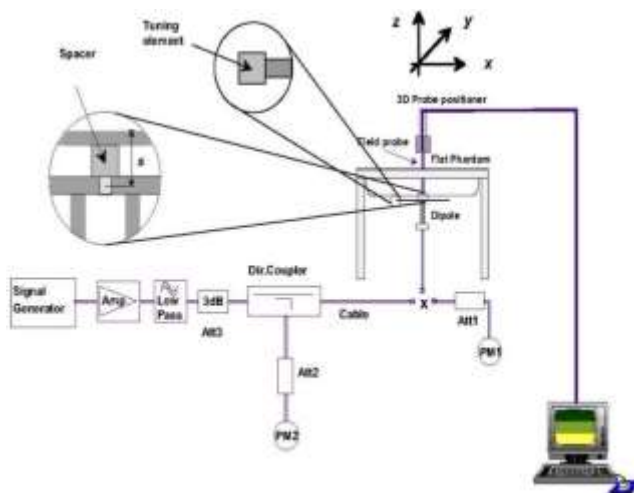 Tuning
element
Spacer
s
z
y
x
3D Probe positioner
Field probe
Flat Phantom
Dipole
Dir.Coupler
Signal
Generator
Amp
Low
Pass
3dB
Att3
Cable
x
Att1
PM1
Att2
PM2